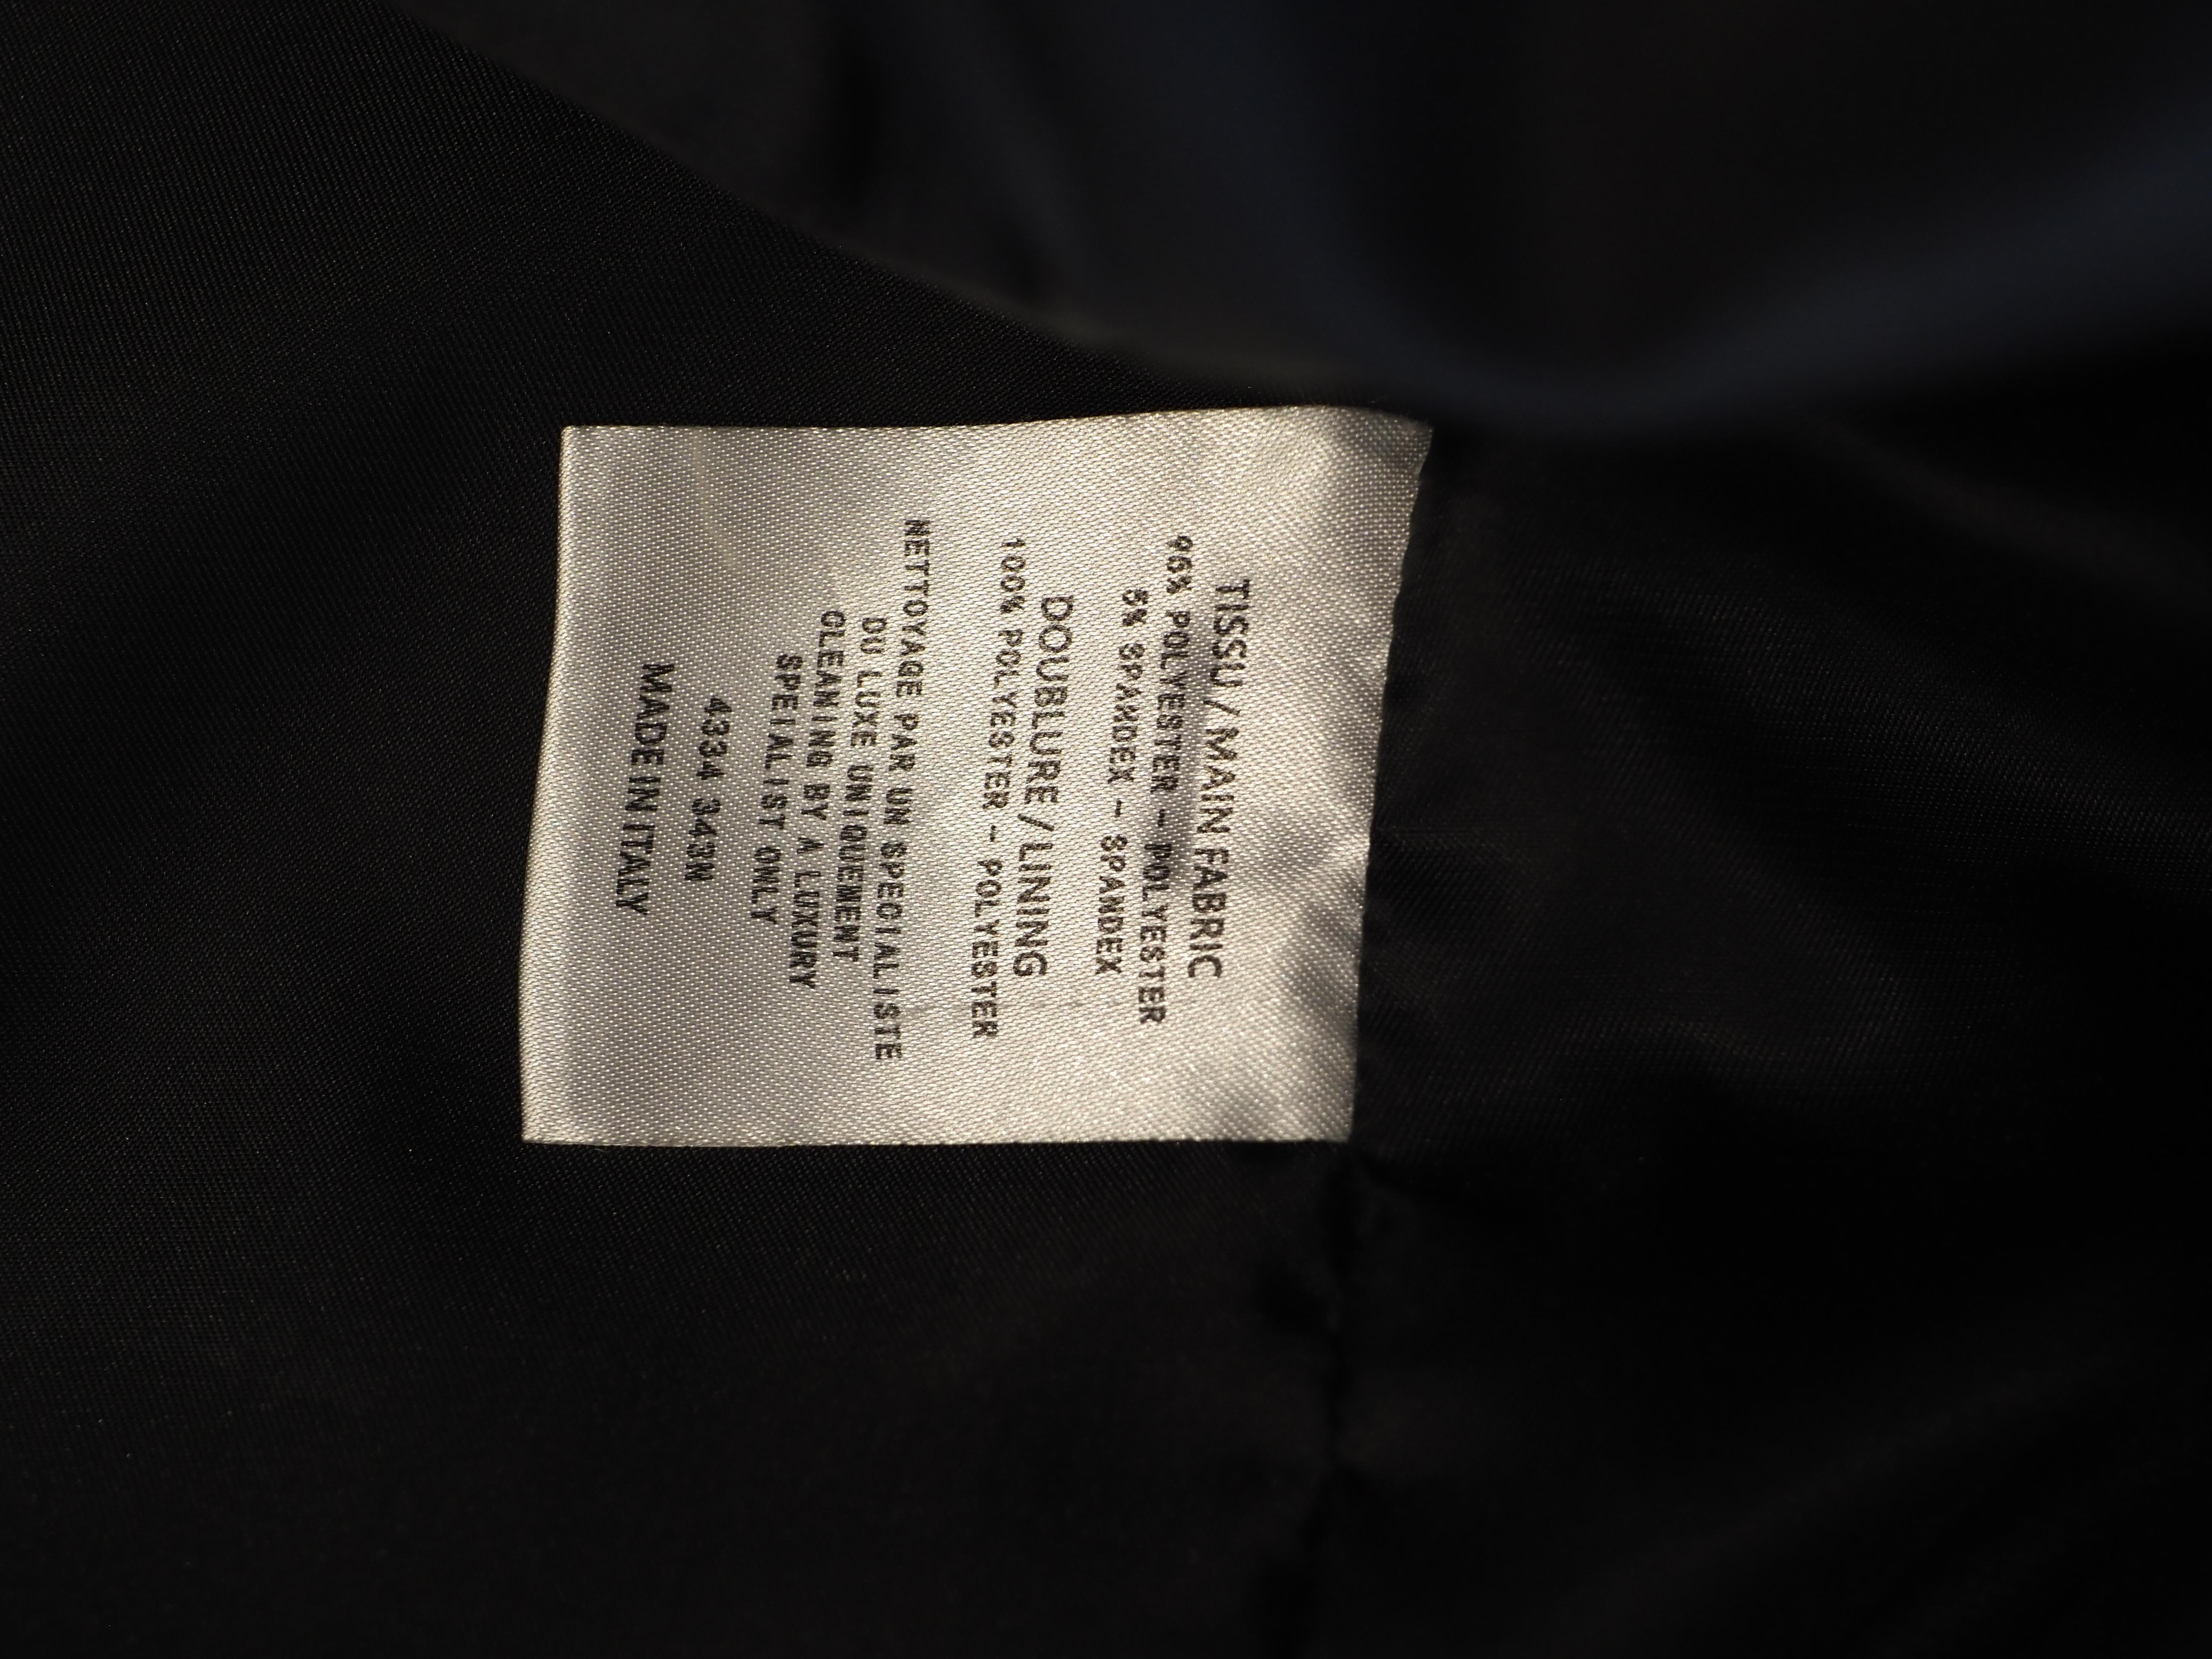 TISSU / MAIN FABRIC
95% POLYESTER – POLYESTER
5% SPANDEX – SPANDEX
DOUBLURE / LINING
100% POLYESTER – POLYESTER
NETTOYAGE PAR UN SPECIALISTE
DU LUXE UNIQUEMENT
CLEANING BY A LUXURY
SPEIALIST ONLY
4334 343N
MADE IN ITALY